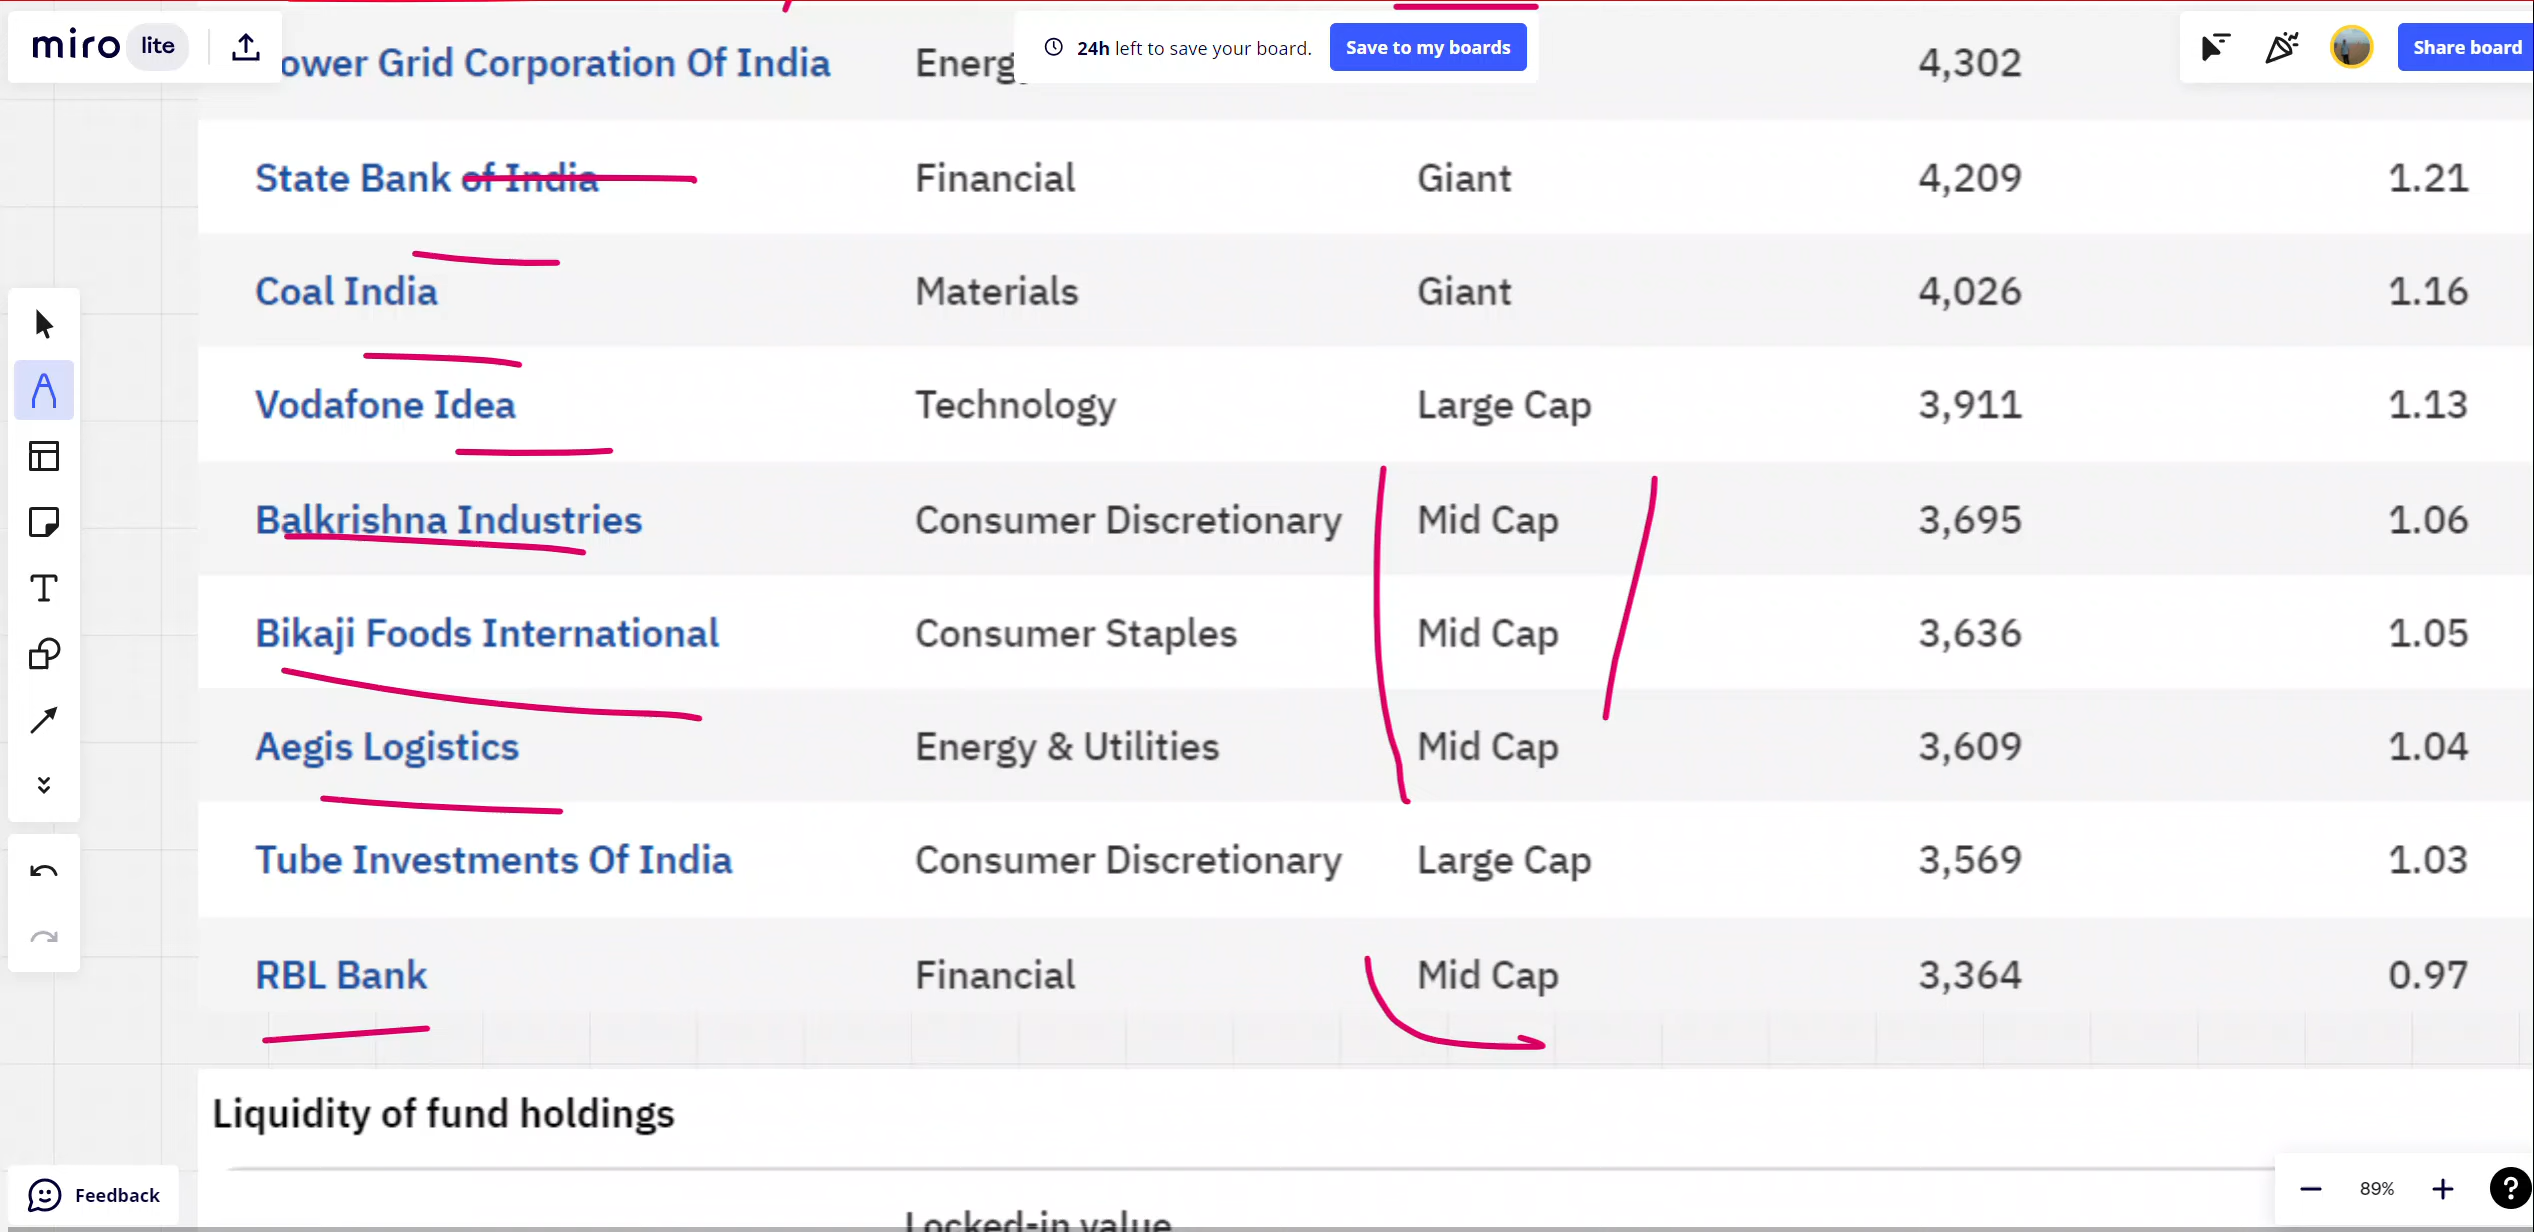 miro lite
24h left to save your board. Save to my boards
Share board
ower Grid Corporation Of India Energ 4,302
State Bank of India Financial Giant 4,209 1.21
Coal India Materials Giant 4,026 1.16
Vodafone Idea Technology Large Cap 3,911 1.13
Balkrishna Industries Consumer Discretionary Mid Cap 3,695 1.06
Bikaji Foods International Consumer Staples Mid Cap 3,636 1.05
Aegis Logistics Energy & Utilities Mid Cap 3,609 1.04
Tube Investments Of India Consumer Discretionary Large Cap 3,569 1.03
RBL Bank Financial Mid Cap 3,364 0.97
Liquidity of fund holdings
Locked-in value
Feedback
89%